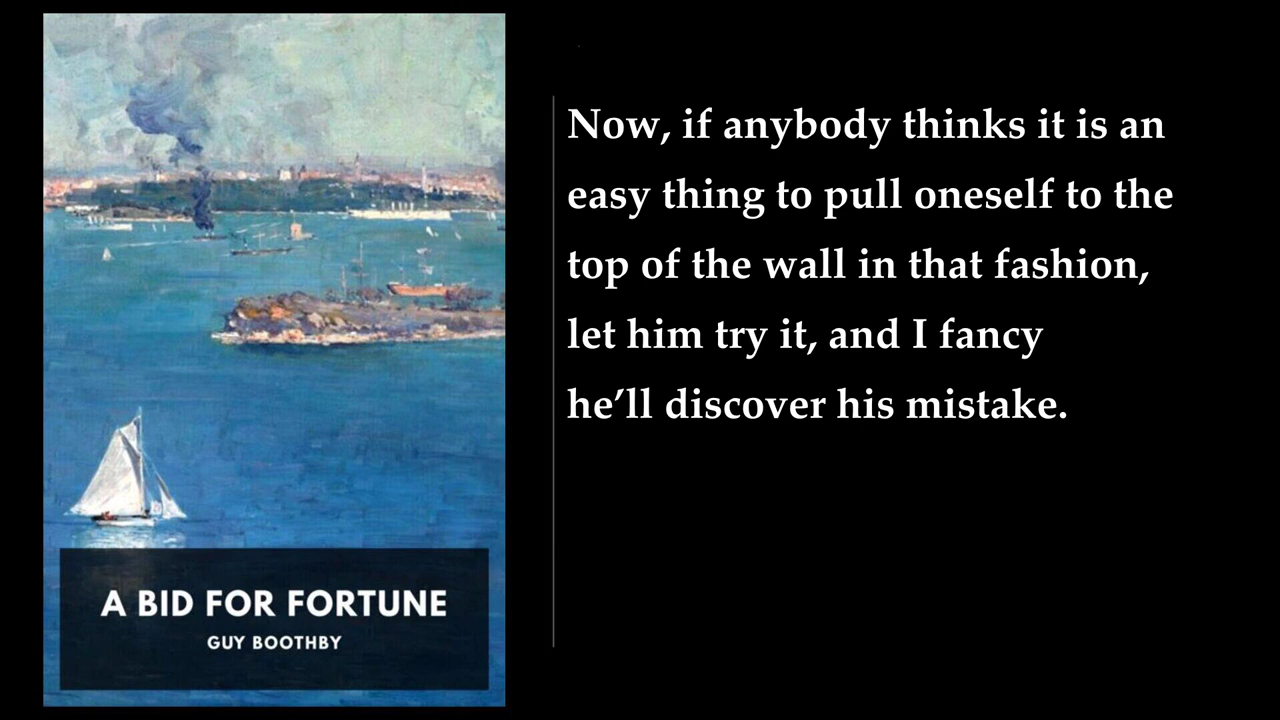 A BID FOR FORTUNE
GUY BOOTHBY
Now, if anybody thinks it is an
easy thing to pull oneself to the
top of the wall in that fashion,
let him try it, and I fancy
he’ll discover his mistake.